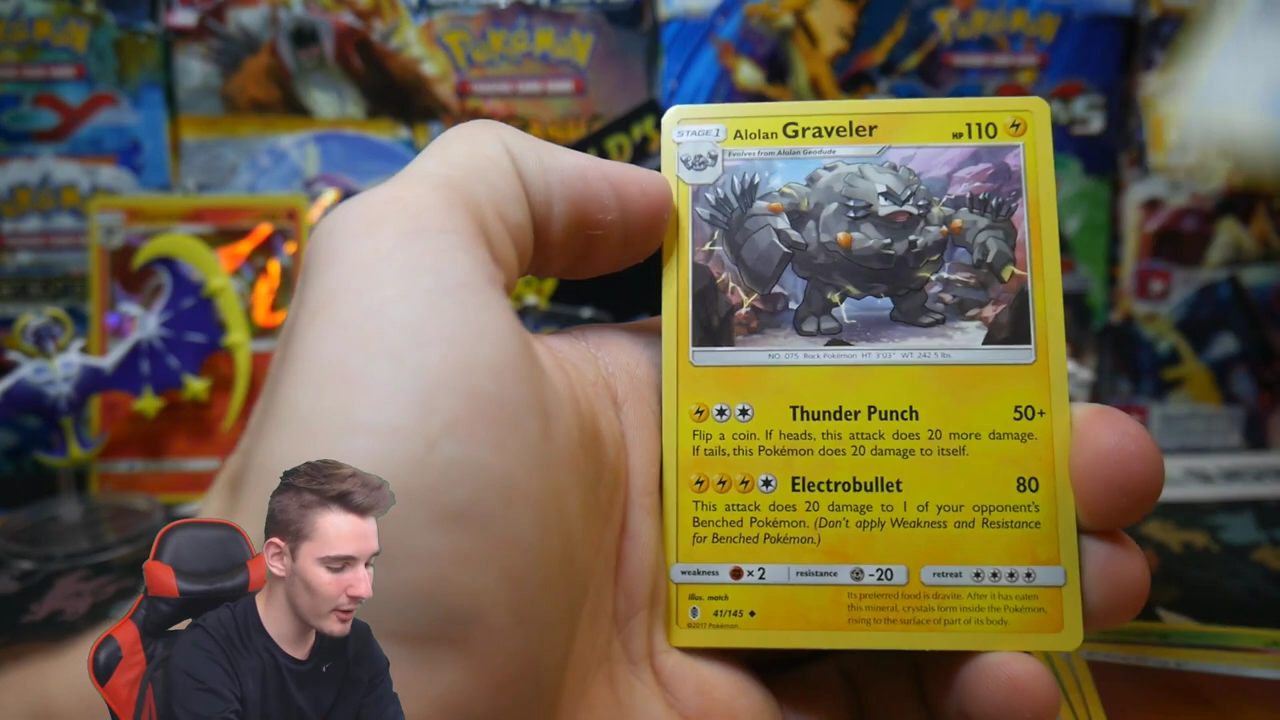 Pokémon
Pokémon
Pokémon
STAGE 1
Alolan Graveler
HP 110
Evolves from Alolan Geodude
NO. 075 Rock Pokémon HT: 3'03" WT: 242.5 lbs.
Thunder Punch 50+
Flip a coin. If heads, this attack does 20 more damage.
If tails, this Pokémon does 20 damage to itself.
Electrobullet 80
This attack does 20 damage to 1 of your opponent's
Benched Pokémon. (Don't apply Weakness and Resistance
for Benched Pokémon.)
weakness × 2 resistance -20 retreat
Illus. match
41/145
©2017 Pokémon
Its preferred food is dravite. After it has eaten
this mineral, crystals form inside the Pokémon,
rising to the surface of part of its body.